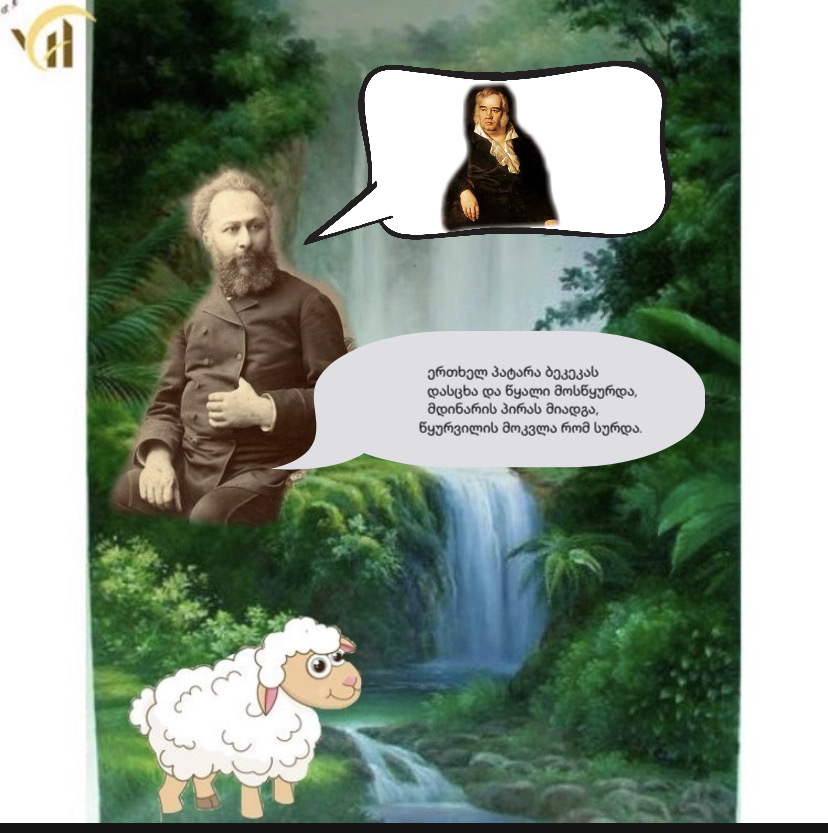 ერთხელ პატარა ბეკეკას
დასცხა და წყალი მოსწყურდა,
მდინარის პირას მიადგა,
წყურვილის მოკვლა რომ სურდა.